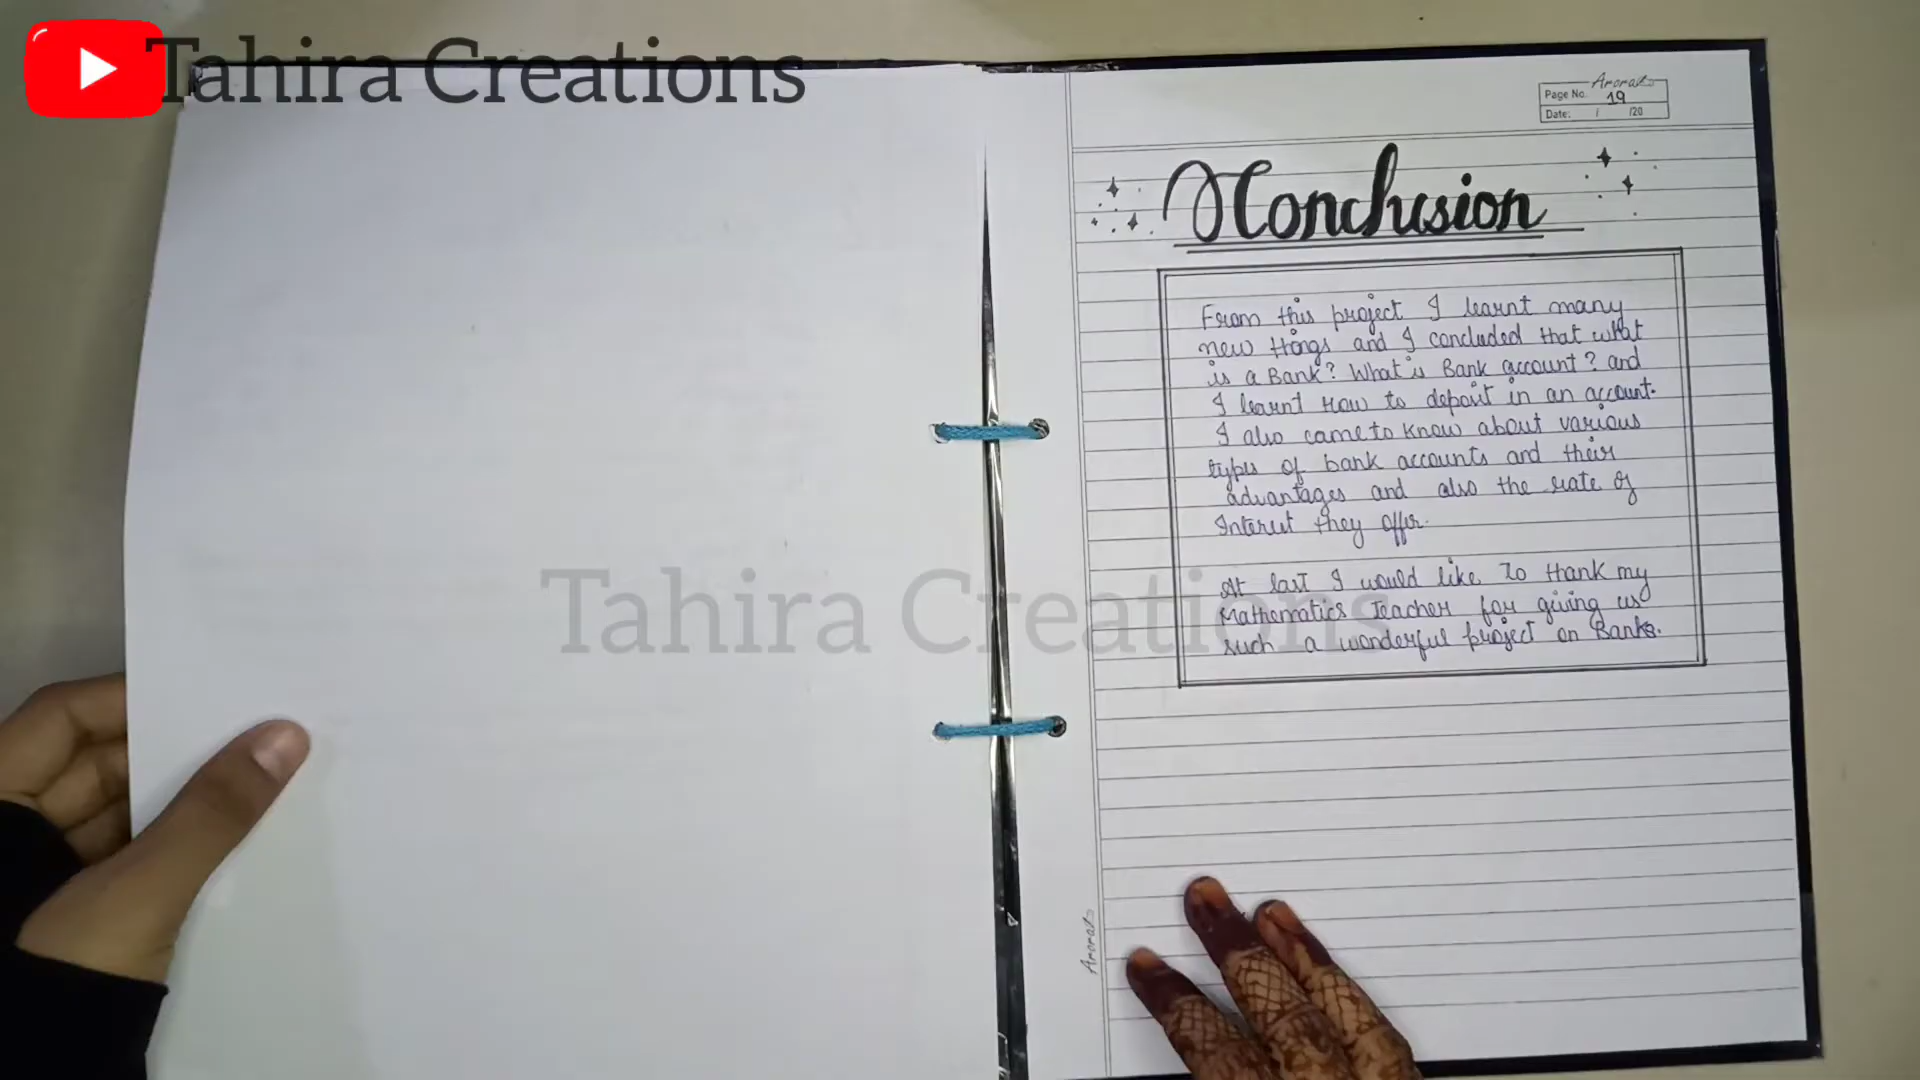 Tahira Creations
Arora
Page No. 19
Date: / /20
Conclusion
From this project I learnt many
new things and I concluded that what
is a Bank? What is Bank account? and
I learnt How to deposit in an account.
I also came to know about various
types of bank accounts and their
advantages and also the rate of
Interest they offer.
At last I would like To thank my
Mathematics Teacher for giving us
such a wonderful project on Banks.
Tahira Creations
Arora